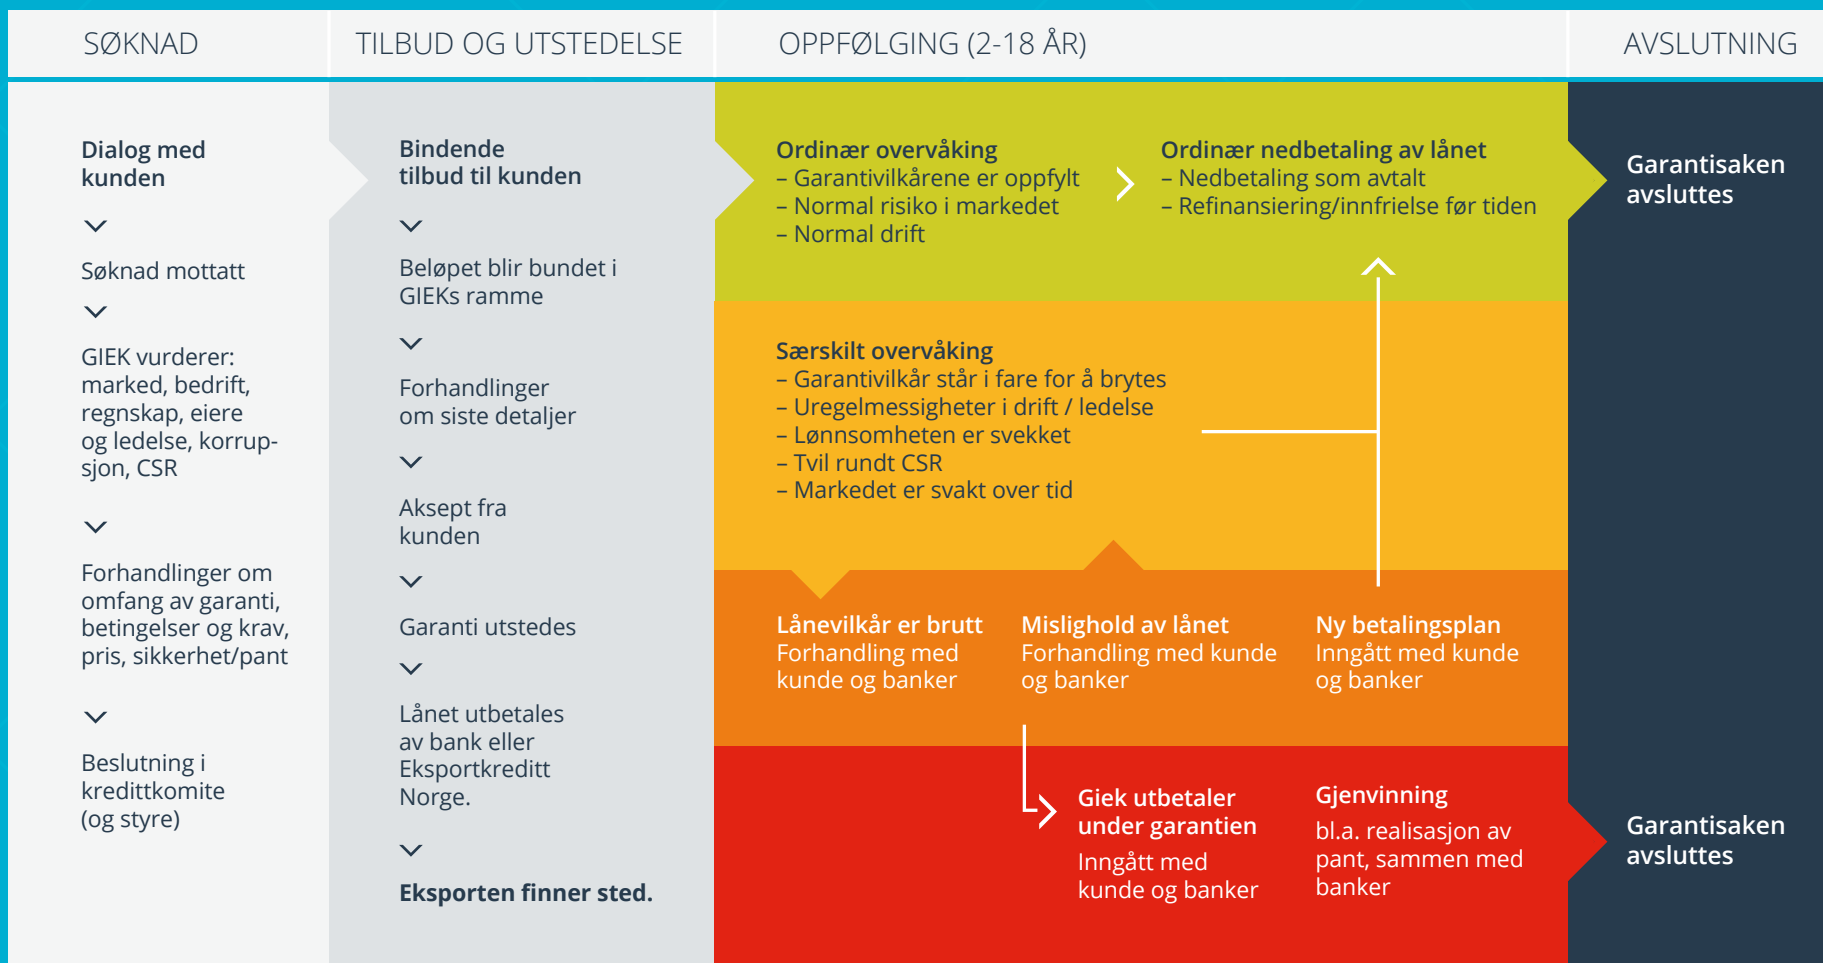 SØKNAD
TILBUD OG UTSTEDELSE
OPPFØLGING (2-18 ÅR)
AVSLUTNING
Dialog med
kunden
Søknad mottatt
GIEK vurderer:
marked, bedrift,
regnskap, eiere
og ledelse, korrup-
sjon, CSR
Forhandlinger om
omfang av garanti,
betingelser og krav,
pris, sikkerhet/pant
Beslutning i
kredittkomite
(og styre)
Bindende
tilbud til kunden
Beløpet blir bundet i
GIEKs ramme
Forhandlinger
om siste detaljer
Aksept fra
kunden
Garanti utstedes
Lånet utbetales
av bank eller
Eksportkreditt
Norge.
Eksporten finner sted.
Ordinær overvåking
– Garantivilkårene er oppfylt
– Normal risiko i markedet
– Normal drift
Ordinær nedbetaling av lånet
– Nedbetaling som avtalt
– Refinansiering/innfrielse før tiden
Særskilt overvåking
– Garantivilkår står i fare for å brytes
– Uregelmessigheter i drift / ledelse
– Lønnsomheten er svekket
– Tvil rundt CSR
– Markedet er svakt over tid
Lånevilkår er brutt
Forhandling med
kunde og banker
Mislighold av lånet
Forhandling med kunde
og banker
Ny betalingsplan
Inngått med kunde
og banker
Giek utbetaler
under garantien
Inngått med
kunde og banker
Gjenvinning
bl.a. realisasjon av
pant, sammen med
banker
Garantisaken
avsluttes
Garantisaken
avsluttes